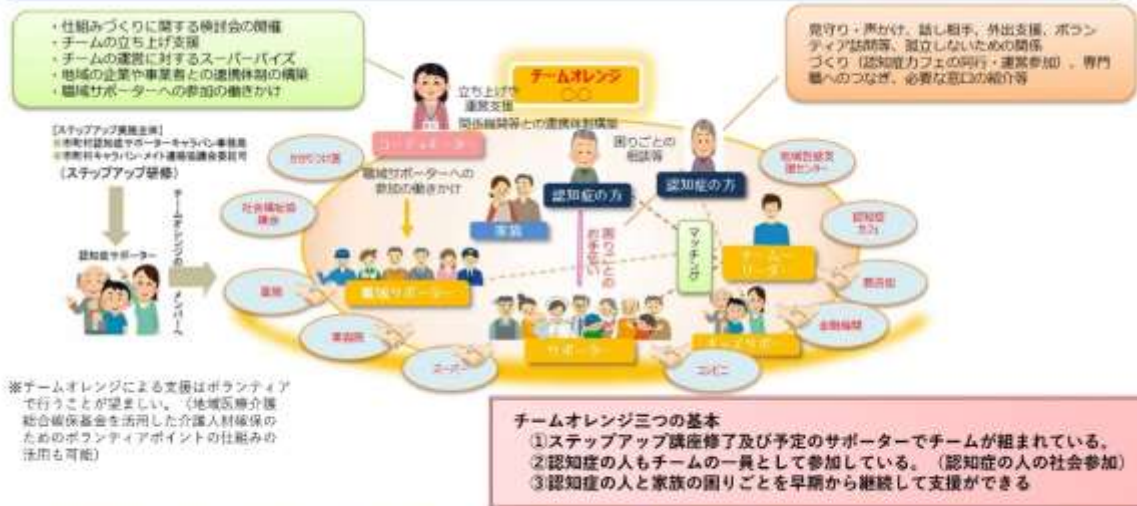 ・仕組みづくりに関する検討会の開催
・チームの立ち上げ支援
・チームの運営に対するスーパーバイズ
・地域の企業や事業者との連携体制の構築
・職域サポーターへの参加の働きかけ
見守り・声かけ、話し相手、外出支援、ボラン
ティア訪問等、孤立しないための関係
づくり（認知症カフェの同行・運営参加）、専門
職へのつなぎ、必要な窓口の紹介等
チームオレンジ
〇〇
立ち上げや
運営支援
関係機関等との連携体制構築
コーディネーター
[ステップアップ実施主体]
市町村認知症サポーターキャラバン事務局
市町村キャラバン・メイト連絡協議会委託可
（ステップアップ研修）
チームオレンジのメンバーへ
認知症サポーター
かかりつけ医
社会福祉協
議会
薬局
美容院
スーパー
コンビニ
金融機関
商店街
認知症
カフェ
地域包括支
援センター
職域サポーターへの
参加の働きかけ
困りごとの
相談等
認知症の方
認知症の方
家族
困りごとの
お手伝い
マッチング
チーム
リーダー
職域サポーター
サポーター
キッズサポーター
※チームオレンジによる支援はボランティア
で行うことが望ましい。（地域医療介護
総合確保基金を活用した介護人材確保の
ためのボランティアポイントの仕組みの
活用も可能）
チームオレンジ三つの基本
①ステップアップ講座修了及び予定のサポーターでチームが組まれている。
②認知症の人もチームの一員として参加している。（認知症の人の社会参加）
③認知症の人と家族の困りごとを早期から継続して支援ができる